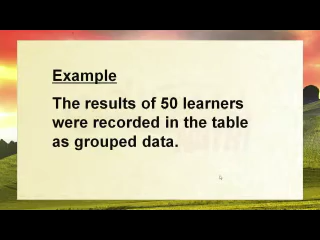 Example
The results of 50 learners
were recorded in the table
as grouped data.